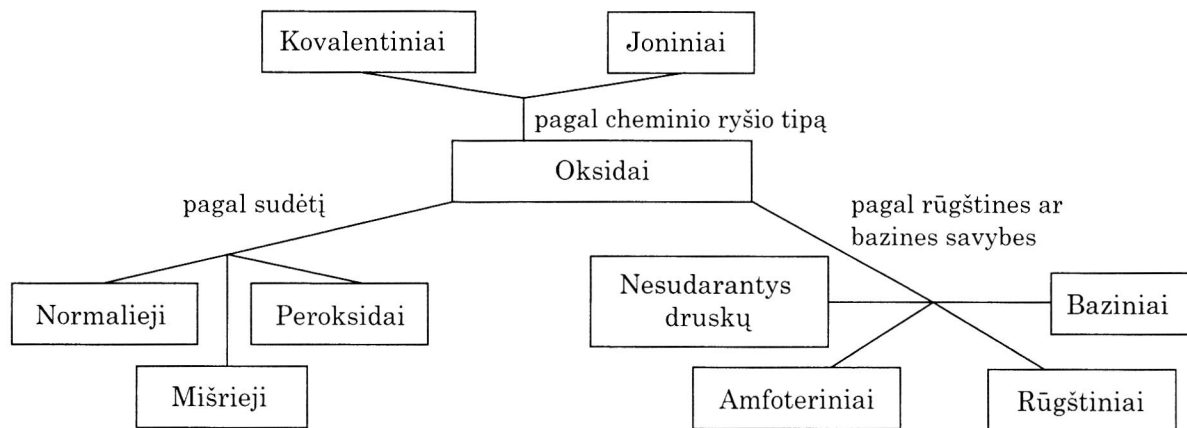 Kovalentiniai
Joniniai
pagal cheminio ryšio tipą
Oksidai
pagal sudėtį
pagal rūgštines ar
bazines savybes
Normalieji
Peroksidai
Mišrieji
Nesudarantys
druskų
Baziniai
Amfoteriniai
Rūgštiniai